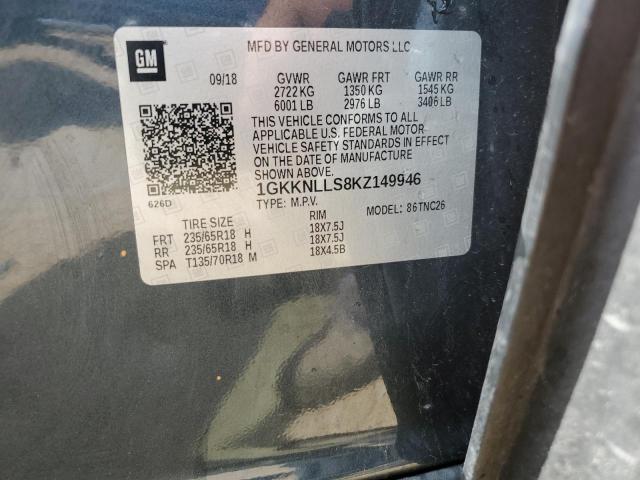 GM
MFD BY GENERAL MOTORS LLC
09/18 GVWR GAWR FRT GAWR RR
2722 KG 1350 KG 1545 KG
6001 LB 2976 LB 3406 LB
THIS VEHICLE CONFORMS TO ALL
APPLICABLE U.S. FEDERAL MOTOR
VEHICLE SAFETY STANDARDS IN EFFECT
ON THE DATE OF MANUFACTURE
SHOWN ABOVE.
1GKKNLLS8KZ149946
626D TYPE: M.P.V. MODEL: 86TNC26
TIRE SIZE RIM
FRT 235/65R18 H 18X7.5J
RR 235/65R18 H 18X7.5J
SPA T135/70R18 M 18X4.5B